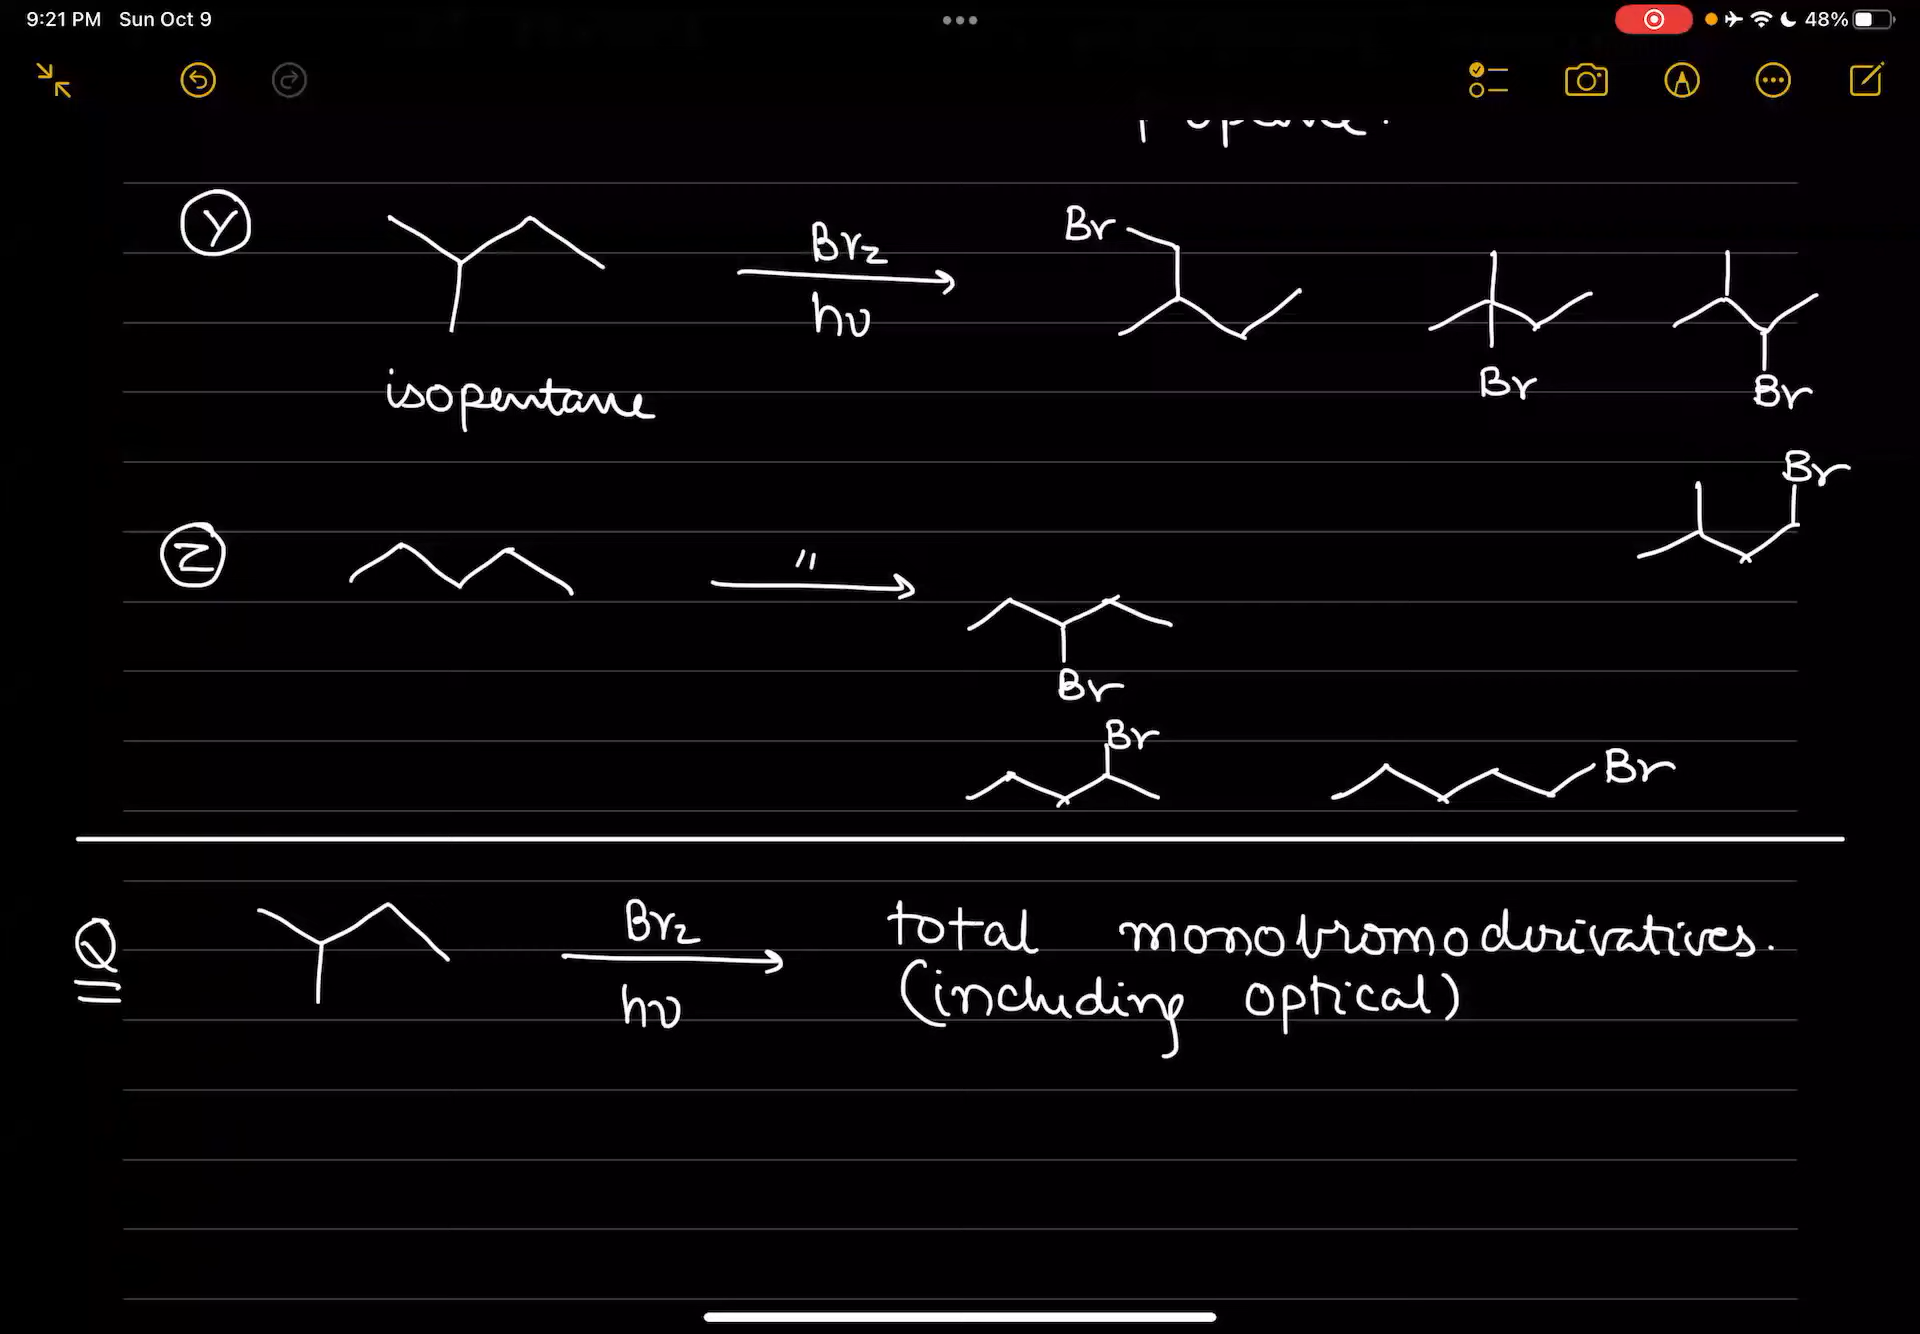 9:21 PM Sun Oct 9
48%
Y
Br₂
hν
Br
Br
Br
isopentane
Br
Z
"
Br
Br
Br
Q
Br₂
hν
total monobromoderivatives.
(including optical)